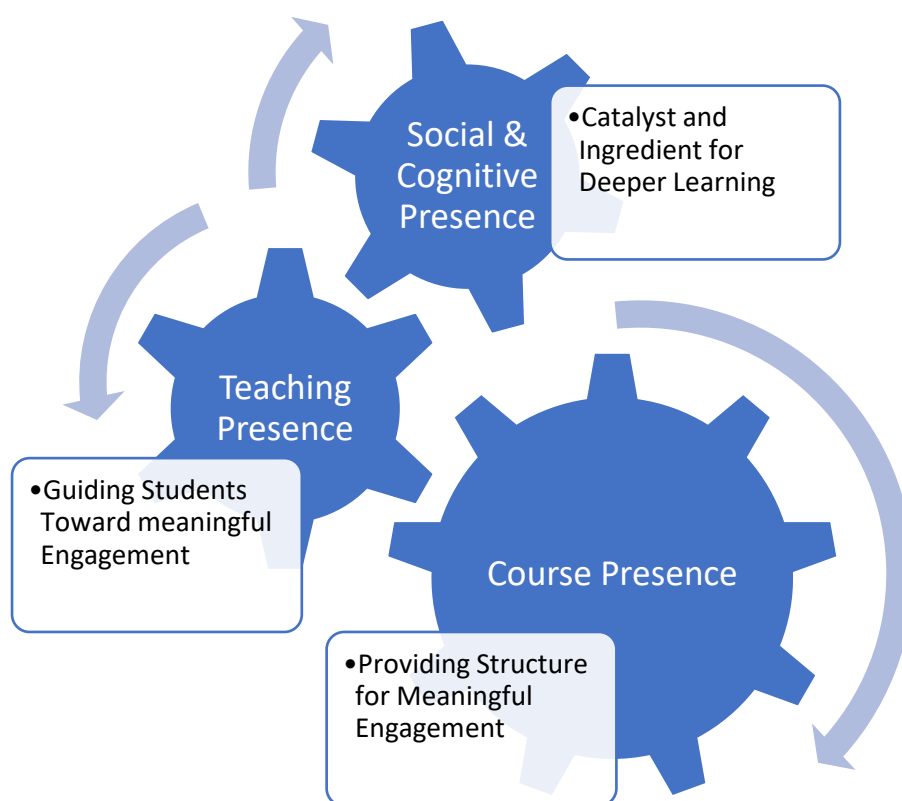 Social &
Cognitive
Presence
•Catalyst and
Ingredient for
Deeper Learning
Teaching
Presence
•Guiding Students
Toward meaningful
Engagement
Course Presence
•Providing Structure
for Meaningful
Engagement